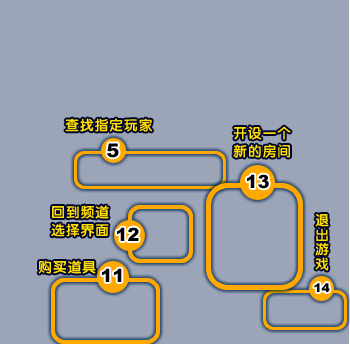 查找指定玩家
5
开设一个
新的房间
13
回到频道
选择界面
12
退出游戏
购买道具
11
14